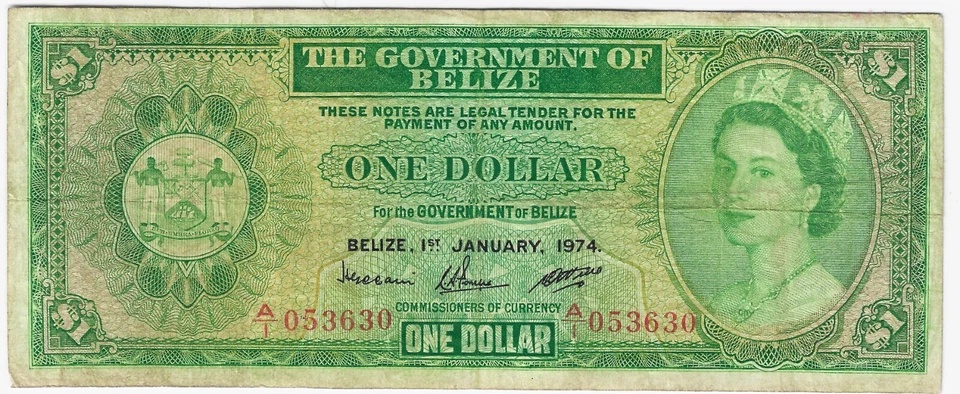 $1
$1
THE GOVERNMENT OF
BELIZE
THESE NOTES ARE LEGAL TENDER FOR THE
PAYMENT OF ANY AMOUNT.
ONE DOLLAR
For the GOVERNMENT of BELIZE
BELIZE, 1ST JANUARY, 1974.
COMMISSIONERS OF CURRENCY
A/1 053630
A/1 053630
ONE DOLLAR
$1
$1